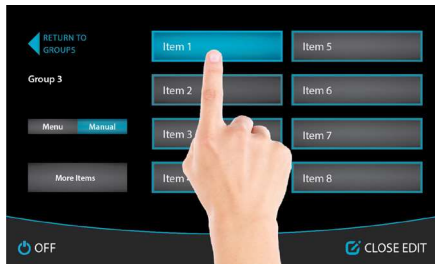 RETURN TO
GROUPS
Group 3
Menu Manual
More Items
Item 1
Item 5
Item 2
Item 6
Item 3
Item 7
Item
Item 8
OFF
CLOSE EDIT